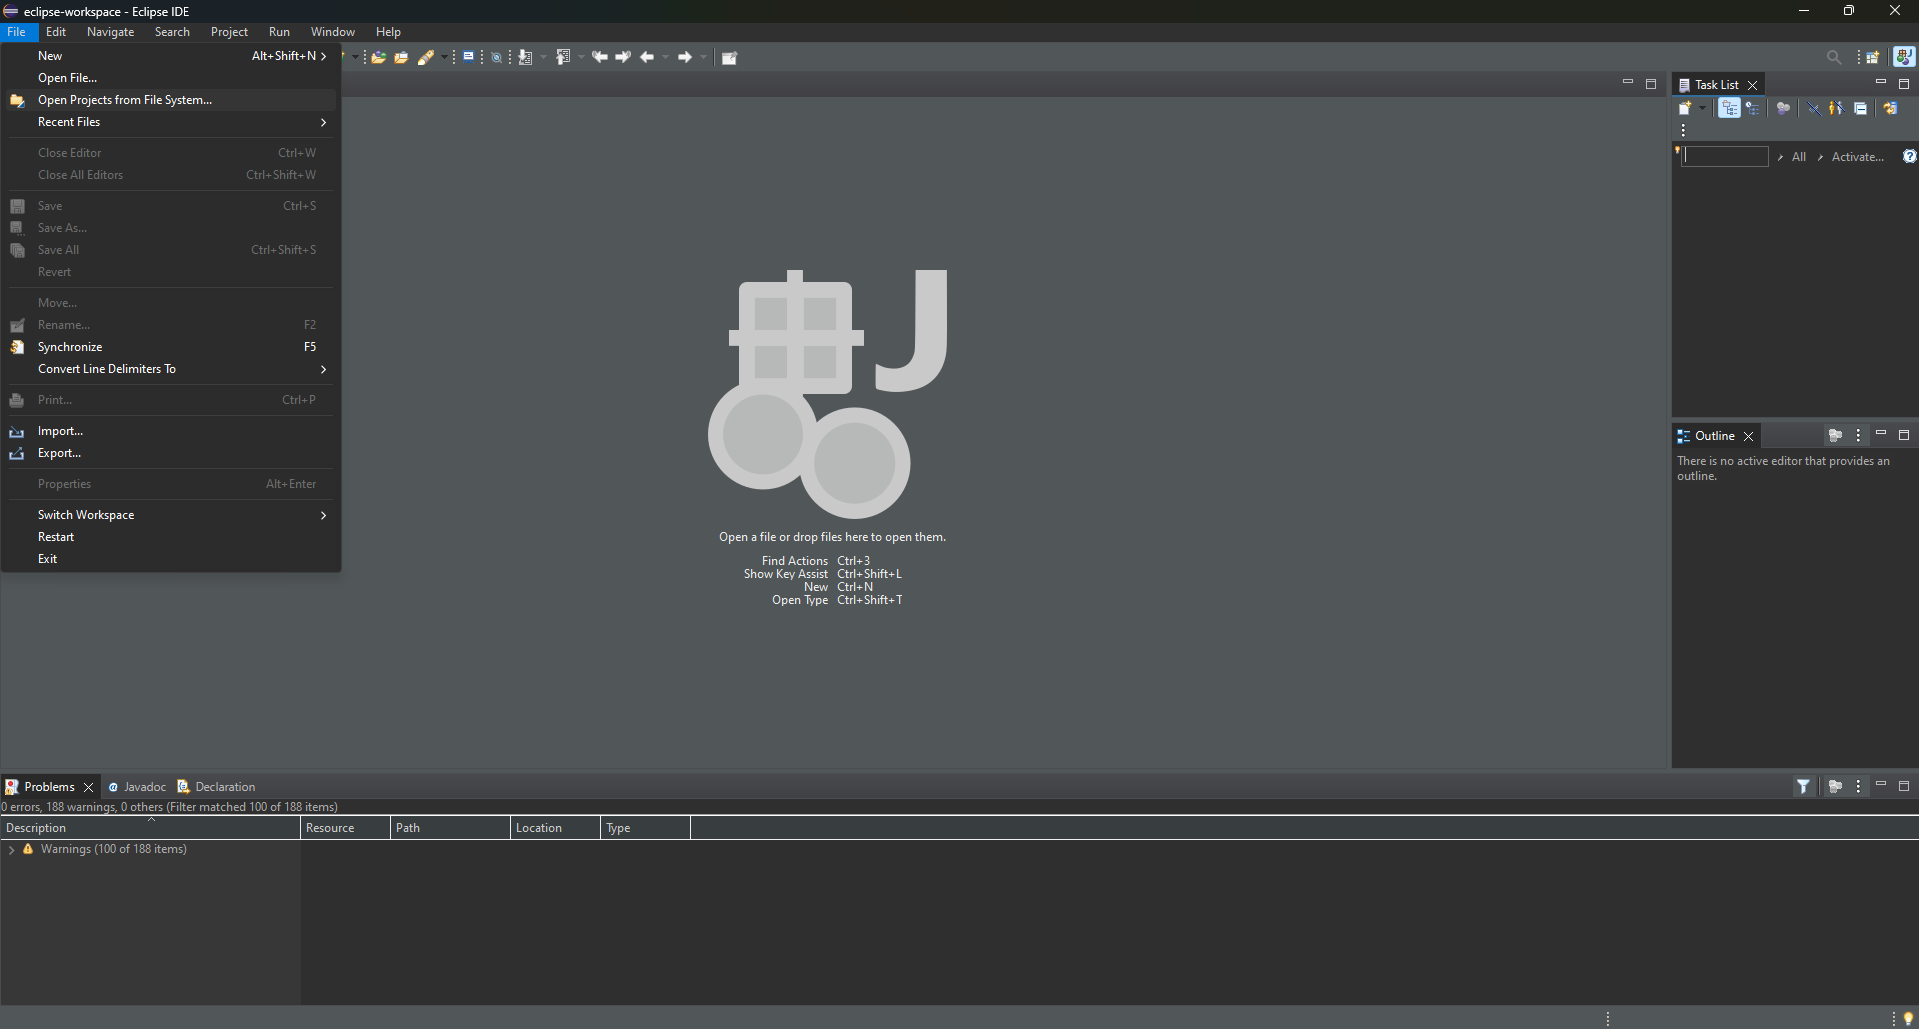 eclipse-workspace - Eclipse IDE
File Edit Navigate Search Project Run Window Help
New Alt+Shift+N
Open File...
Open Projects from File System...
Recent Files
Close Editor Ctrl+W
Close All Editors Ctrl+Shift+W
Save Ctrl+S
Save As...
Save All Ctrl+Shift+S
Revert
Move...
Rename... F2
Synchronize F5
Convert Line Delimiters To
Print... Ctrl+P
Import...
Export...
Properties Alt+Enter
Switch Workspace
Restart
Exit
J
Open a file or drop files here to open them.
Find Actions Ctrl+3
Show Key Assist Ctrl+Shift+L
New Ctrl+N
Open Type Ctrl+Shift+T
Task List
All Activate...
Outline
There is no active editor that provides an
outline.
Problems @ Javadoc Declaration
0 errors, 188 warnings, 0 others (Filter matched 100 of 188 items)
Description Resource Path Location Type
Warnings (100 of 188 items)